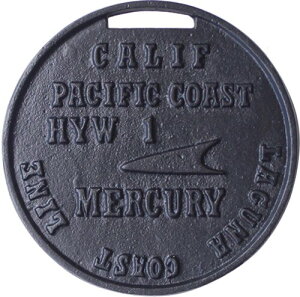 CALIF
PACIFIC COAST
HYW 1
MERCURY
LAGUNA COAST LINE